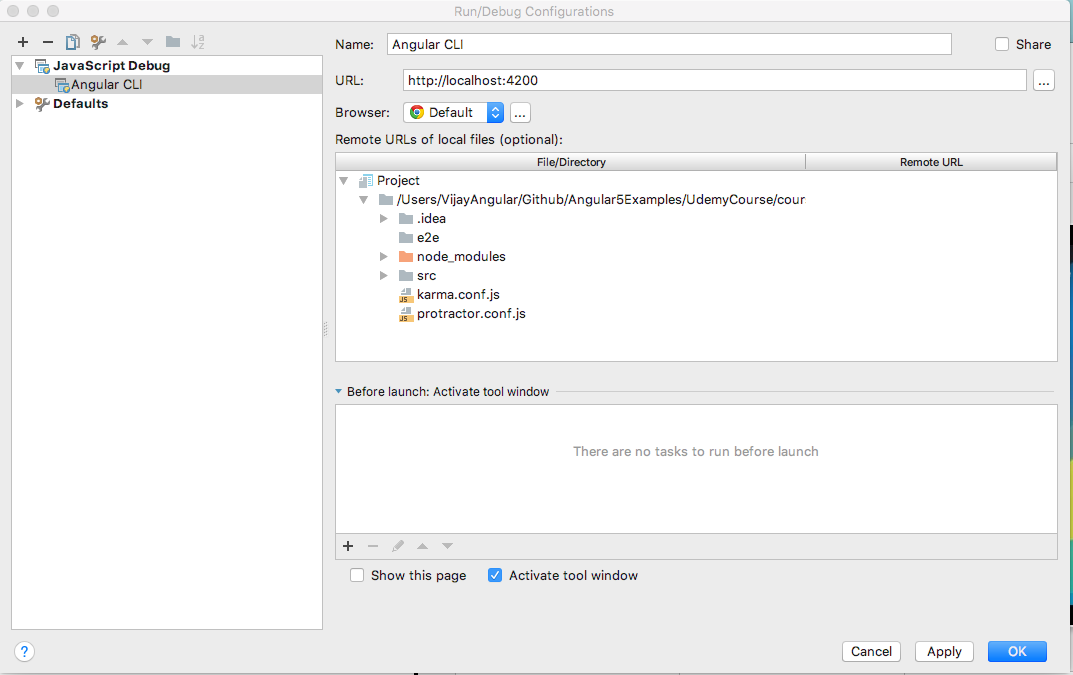 Run/Debug Configurations
JavaScript Debug
Angular CLI
Defaults
Name: Angular CLI Share
URL: http://localhost:4200 ...
Browser: Default ...
Remote URLs of local files (optional):
File/Directory Remote URL
Project
/Users/VijayAngular/Github/Angular5Examples/UdemyCourse/cour
.idea
e2e
node_modules
src
karma.conf.js
protractor.conf.js
Before launch: Activate tool window
There are no tasks to run before launch
Show this page Activate tool window
? Cancel Apply OK